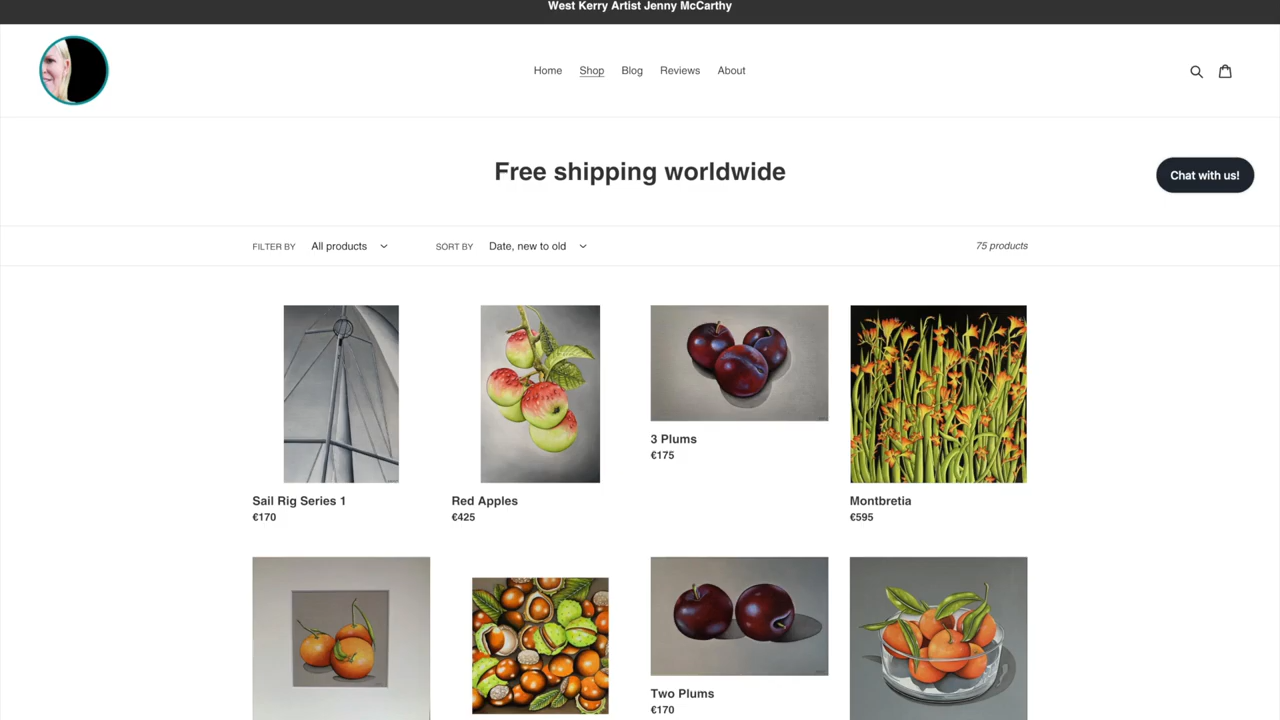 West Kerry Artist Jenny McCarthy
Home Shop Blog Reviews About
Free shipping worldwide
Chat with us!
FILTER BY All products SORT BY Date, new to old 75 products
Sail Rig Series 1
€170
Red Apples
€425
3 Plums
€175
Montbretia
€595
Two Plums
€170